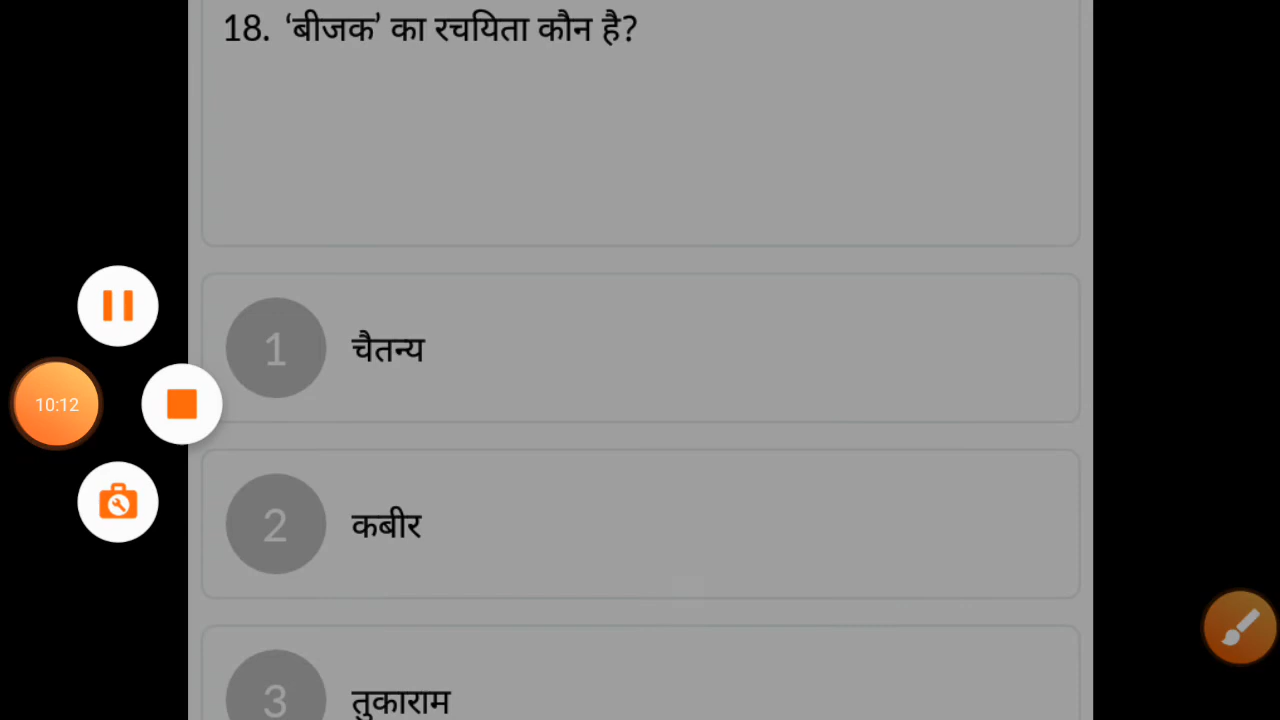 18. ‘बीजक’ का रचयिता कौन है?
1 चैतन्य
10:12
2 कबीर
3 तुकाराम